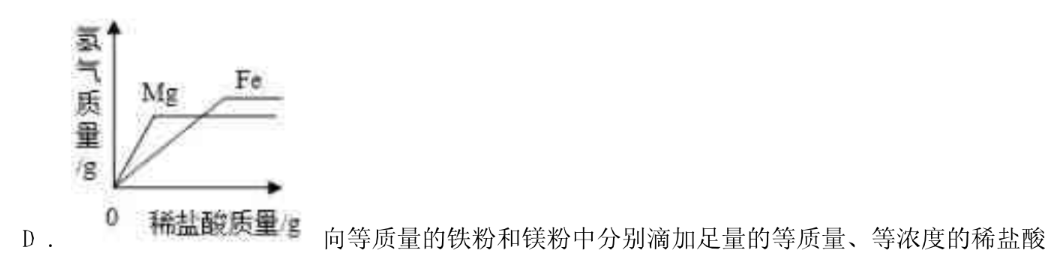 氢气质量/g
Mg
Fe
0
稀盐酸质量/g
D . 向等质量的铁粉和镁粉中分别滴加足量的等质量、等浓度的稀盐酸